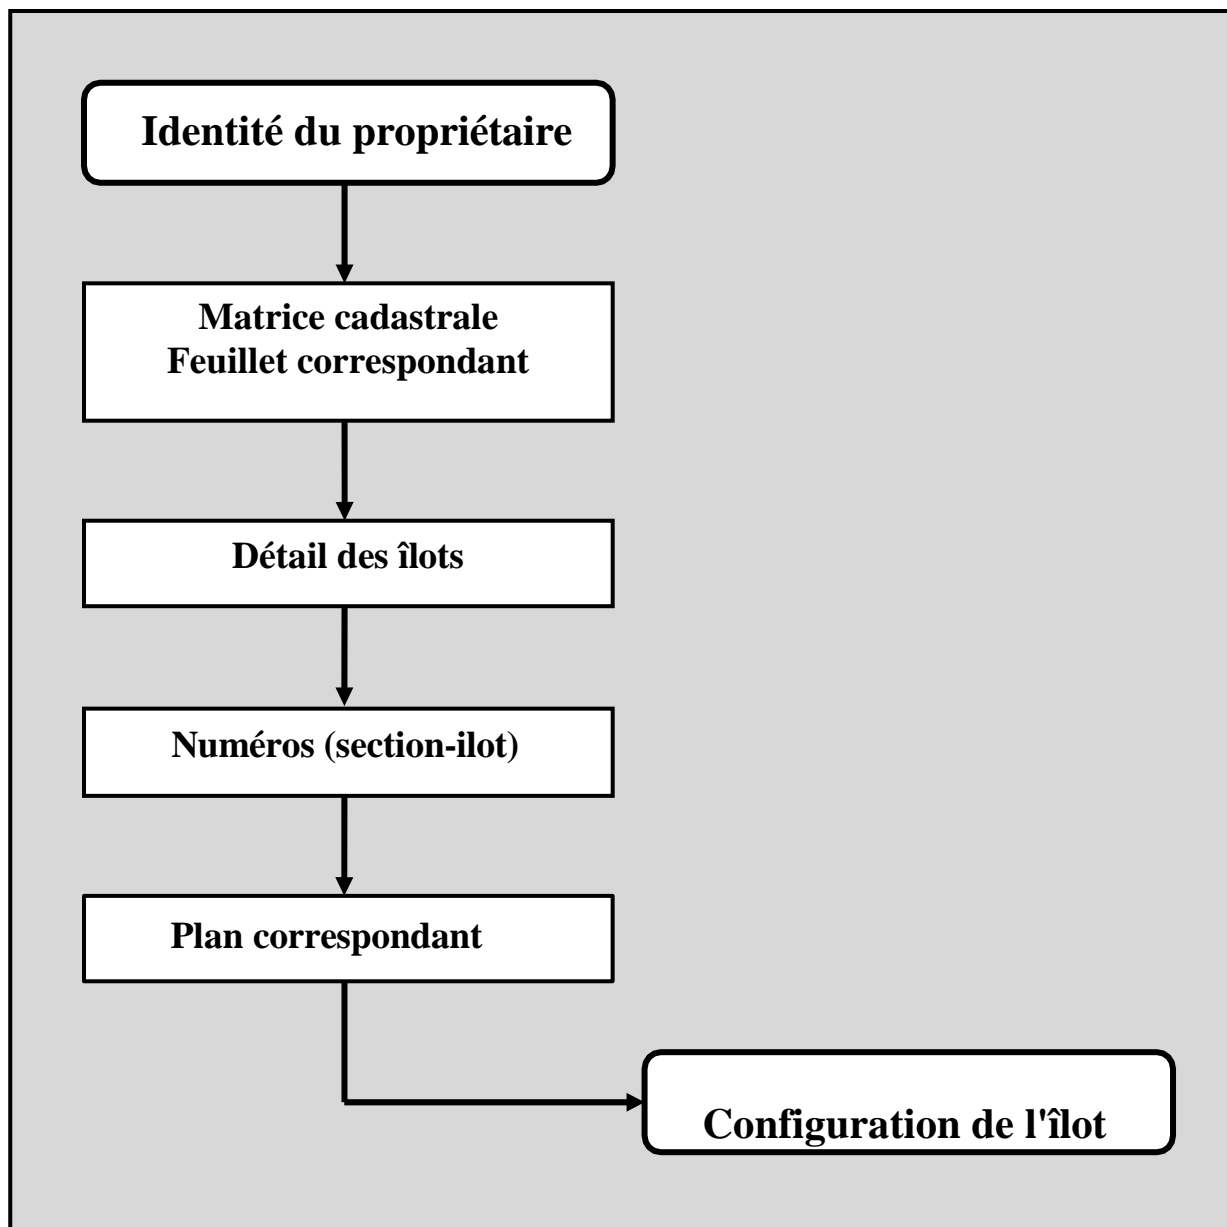 Identité du propriétaire
Matrice cadastrale
Feuillet correspondant
Détail des îlots
Numéros (section-ilot)
Plan correspondant
Configuration de l'îlot